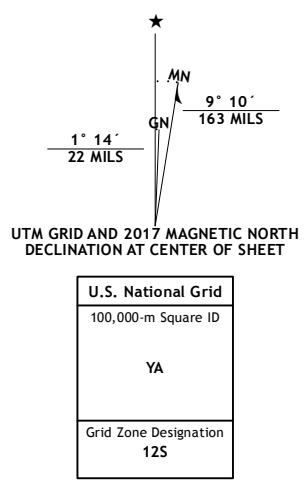 ★
MN
GN
9° 10´
163 MILS
1° 14´
22 MILS
UTM GRID AND 2017 MAGNETIC NORTH
DECLINATION AT CENTER OF SHEET
U.S. National Grid
100,000-m Square ID
YA
Grid Zone Designation
12S